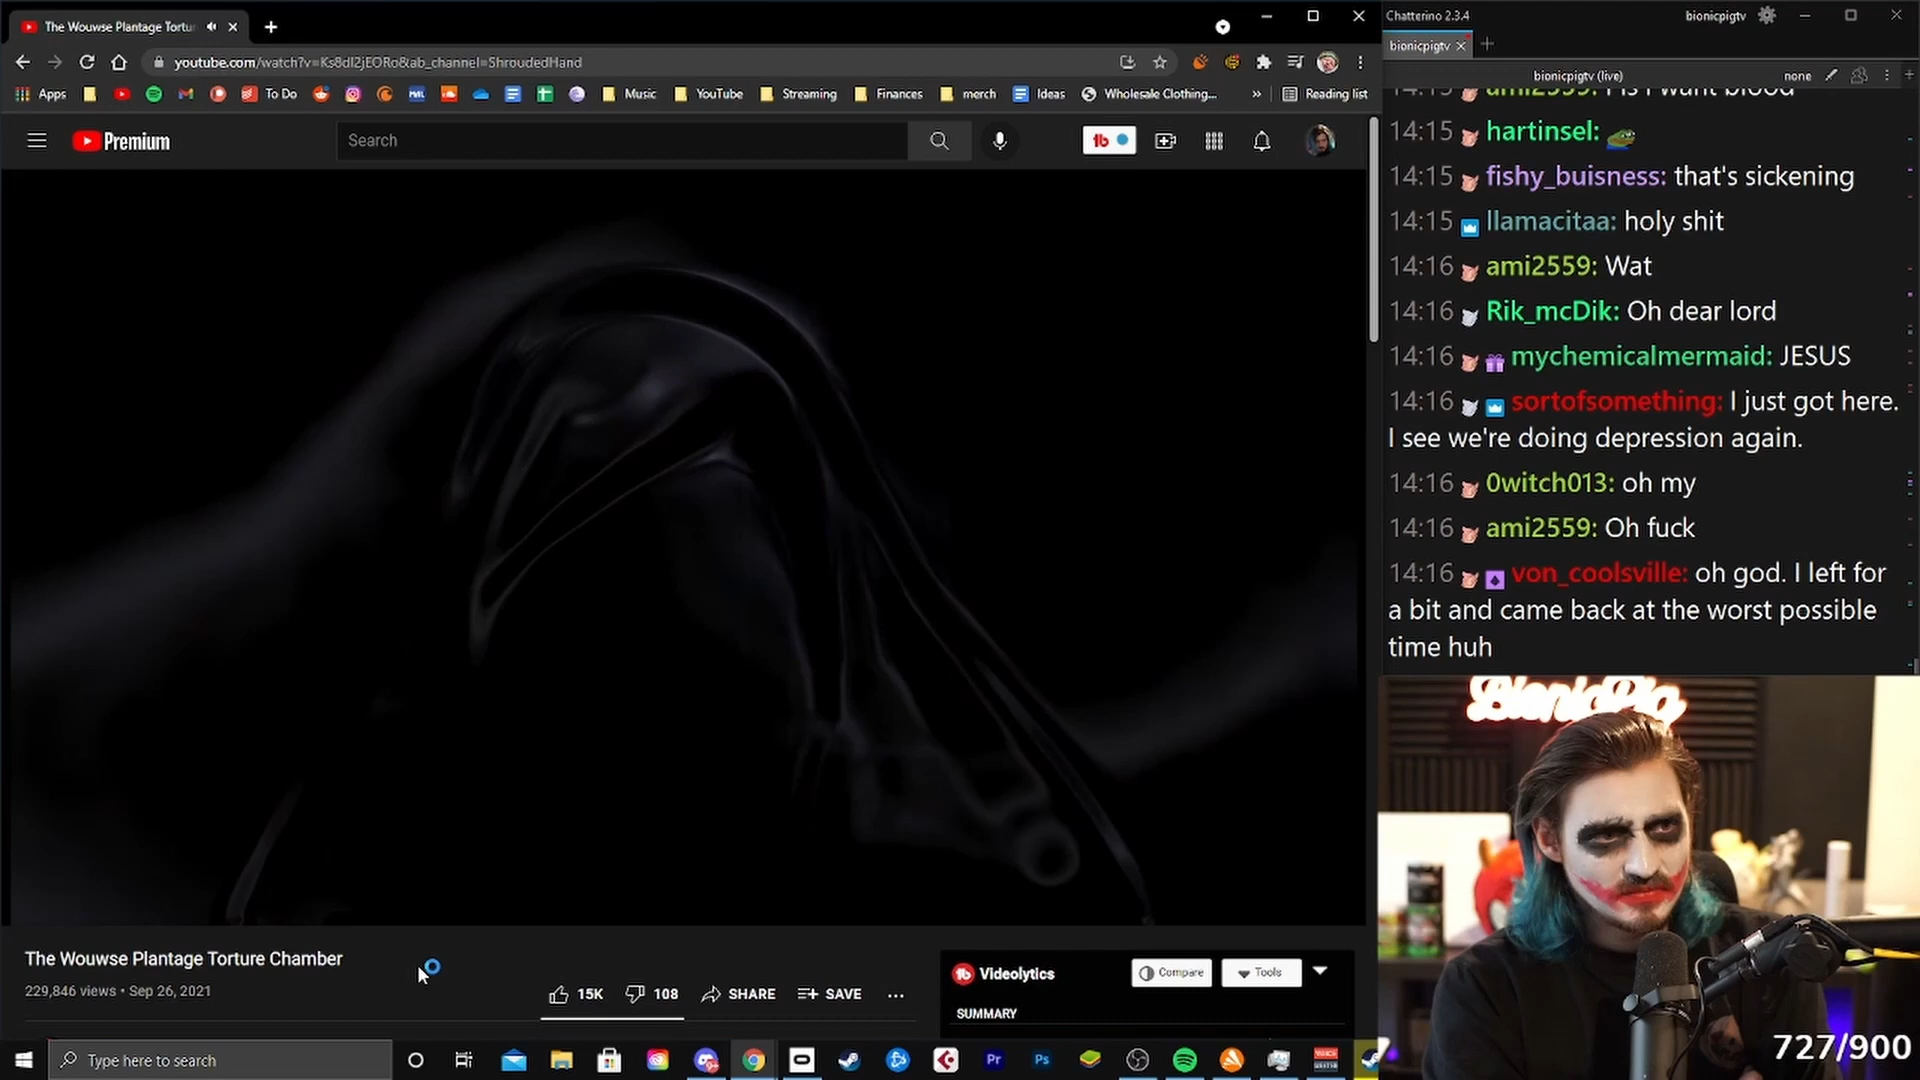 The Wouwse Plantage Tortur
youtube.com/watch?v=Ks8dl2jEORo&ab_channel=ShroudedHand
Apps To Do Music YouTube Streaming Finances merch Ideas Wholesale Clothing... » Reading list
Premium
Search
The Wouwse Plantage Torture Chamber
229,846 views • Sep 26, 2021
15K 108 SHARE SAVE ...
Videolytics Compare Tools
SUMMARY
Type here to search
Chatterino 2.3.4 bionicpigtv
bionicpigtv
bionicpigtv (live) none
14:15 hartinsel:
14:15 fishy_buisness: that's sickening
14:15 llamacitaa: holy shit
14:16 ami2559: Wat
14:16 Rik_mcDik: Oh dear lord
14:16 mychemicalmermaid: JESUS
14:16 sortofsomething: I just got here.
I see we're doing depression again.
14:16 0witch013: oh my
14:16 ami2559: Oh fuck
14:16 von_coolsville: oh god. I left for
a bit and came back at the worst possible
time huh
BionicPig
727/900